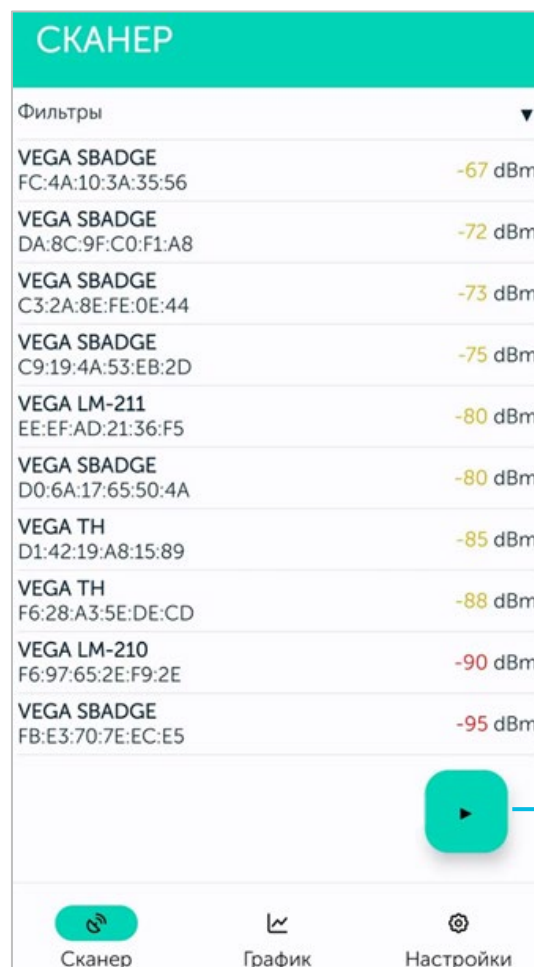 СКАНЕР
Фильтры ▼
VEGA SBADGE
FC:4A:10:3A:35:56 -67 dBm
VEGA SBADGE
DA:8C:9F:C0:F1:A8 -72 dBm
VEGA SBADGE
C3:2A:8E:FE:0E:44 -73 dBm
VEGA SBADGE
C9:19:4A:53:EB:2D -75 dBm
VEGA LM-211
EE:EF:AD:21:36:F5 -80 dBm
VEGA SBADGE
D0:6A:17:65:50:4A -80 dBm
VEGA TH
D1:42:19:A8:15:89 -85 dBm
VEGA TH
F6:28:A3:5E:DE:CD -88 dBm
VEGA LM-210
F6:97:65:2E:F9:2E -90 dBm
VEGA SBADGE
FB:E3:70:7E:EC:E5 -95 dBm
Сканер График Настройки